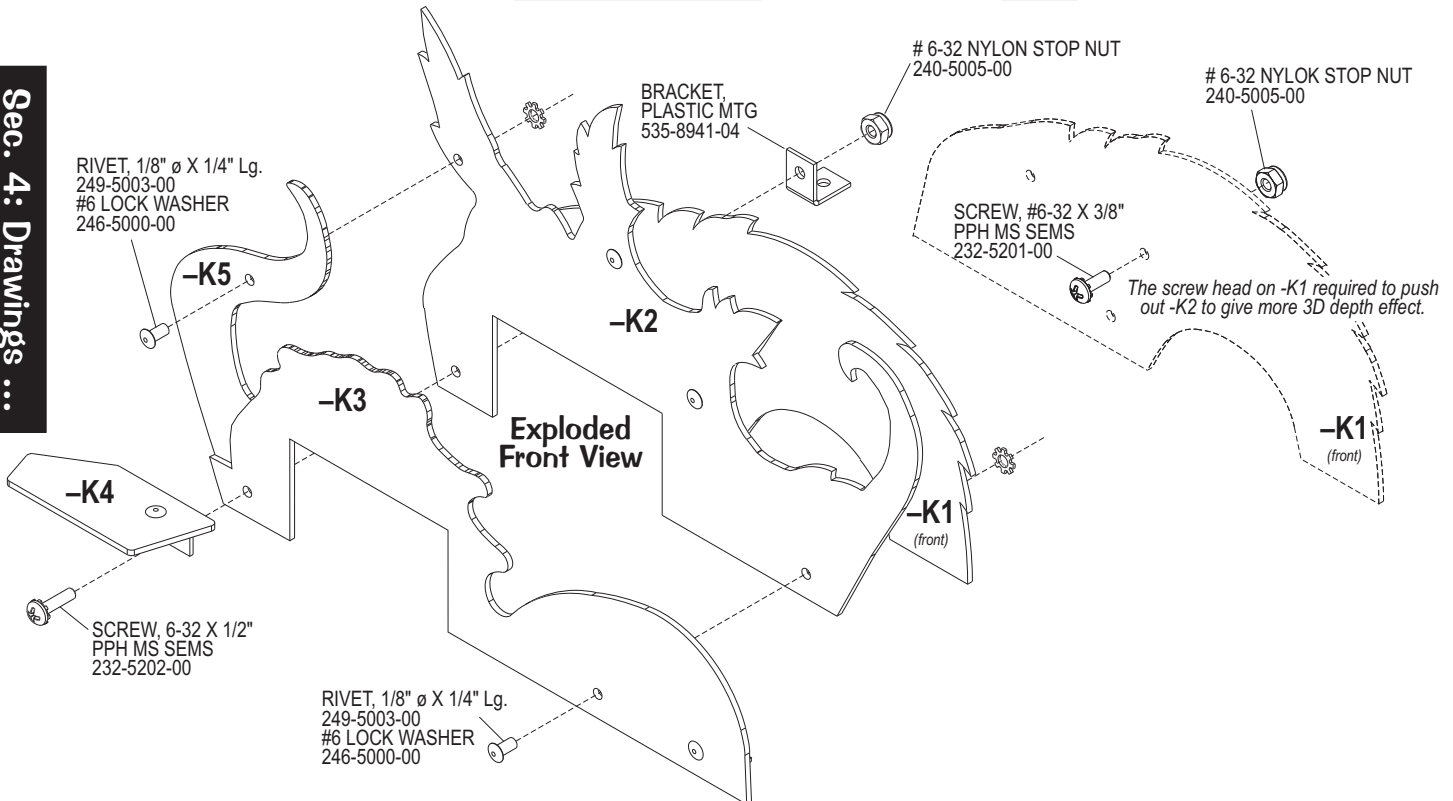 Sec. 4: Drawings ...
# 6-32 NYLON STOP NUT
240-5005-00
# 6-32 NYLOK STOP NUT
240-5005-00
BRACKET,
PLASTIC MTG
535-8941-04
RIVET, 1/8" ø X 1/4" Lg.
249-5003-00
#6 LOCK WASHER
246-5000-00
SCREW, #6-32 X 3/8"
PPH MS SEMS
232-5201-00
The screw head on -K1 required to push
out -K2 to give more 3D depth effect.
–K5
–K2
–K3
Exploded
Front View
–K1
(front)
–K4
–K1
(front)
SCREW, 6-32 X 1/2"
PPH MS SEMS
232-5202-00
RIVET, 1/8" ø X 1/4" Lg.
249-5003-00
#6 LOCK WASHER
246-5000-00